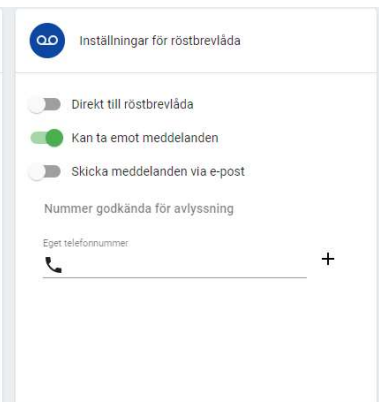 Inställningar för röstbrevlåda
Direkt till röstbrevlåda
Kan ta emot meddelanden
Skicka meddelanden via e-post
Nummer godkända för avlyssning
Eget telefonnummer